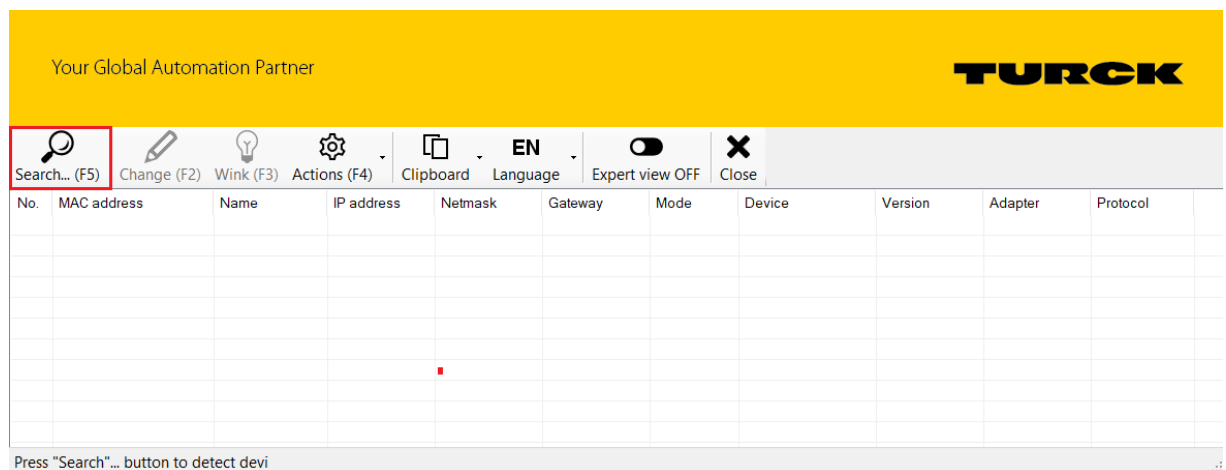 Your Global Automation Partner
TURCK
Search... (F5) Change (F2) Wink (F3) Actions (F4) Clipboard EN Language Expert view OFF Close
No. MAC address Name IP address Netmask Gateway Mode Device Version Adapter Protocol
Press "Search"... button to detect devi